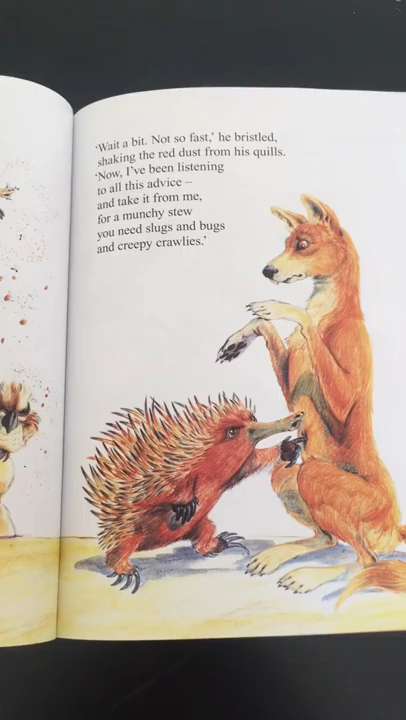 ‘Wait a bit. Not so fast,’ he bristled,
shaking the red dust from his quills.
‘Now, I’ve been listening
to all this advice –
and take it from me,
for a munchy stew
you need slugs and bugs
and creepy crawlies.’